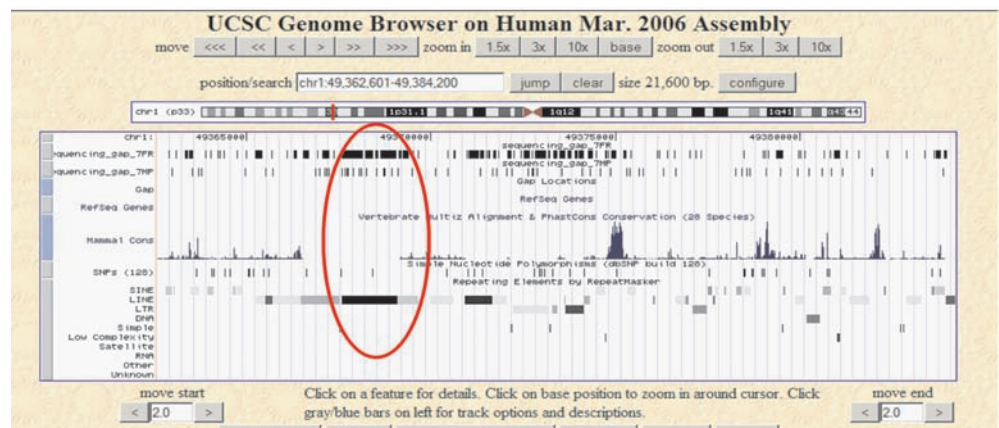 UCSC Genome Browser on Human Mar. 2006 Assembly
move <<< << < > >> >>> zoom in 1.5x 3x 10x base zoom out 1.5x 3x 10x
position/search chr1:49,362,601-49,384,200 jump clear size 21,600 bp. configure
chr1 (p33) 1p31.1 1q12 1q41 q43 44
chr1: 49365000 49370000 49375000 49380000
sequencing_gap_7FR
equencing_gap_7FR
sequencing_gap_7MP
equencing_gap_7MP
Gap Locations
Gap
RefSeq Genes
RefSeq Genes
Vertebrate Multiz Alignment & PhastCons Conservation (28 Species)
Mammal Cons
Simple Nucleotide Polymorphisms (dbSNP build 128)
SNPs (128)
Repeating Elements by RepeatMasker
SINE
LINE
LTR
DNA
Simple
Low Complexity
Satellite
RNA
Other
Unknown
move start Click on a feature for details. Click on base position to zoom in around cursor. Click move end
< 2.0 > gray/blue bars on left for track options and descriptions. < 2.0 >